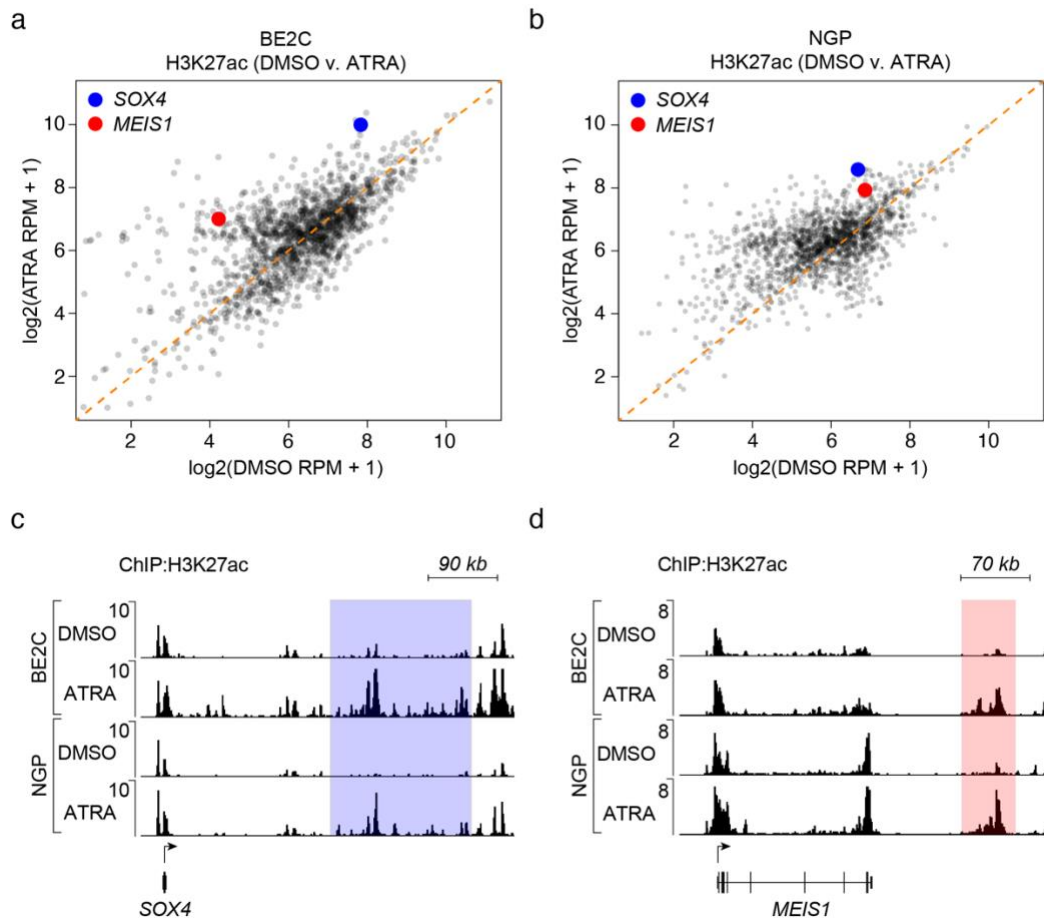 a
BE2C
H3K27ac (DMSO v. ATRA)
SOX4
MEIS1
10
8
6
4
2
log2(ATRA RPM + 1)
2 4 6 8 10
log2(DMSO RPM + 1)
b
NGP
H3K27ac (DMSO v. ATRA)
SOX4
MEIS1
10
8
6
4
2
log2(ATRA RPM + 1)
2 4 6 8 10
log2(DMSO RPM + 1)
c
ChIP:H3K27ac
90 kb
BE2C
10
DMSO
10
ATRA
NGP
10
DMSO
10
ATRA
SOX4
d
ChIP:H3K27ac
70 kb
BE2C
8
DMSO
8
ATRA
NGP
8
DMSO
8
ATRA
MEIS1